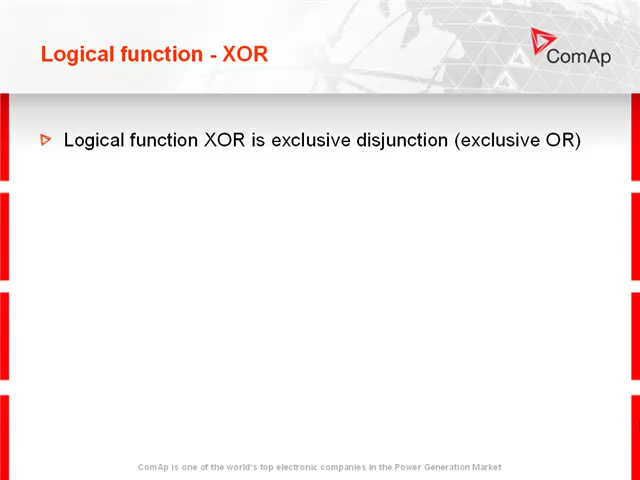 Logical function - XOR
ComAp
Logical function XOR is exclusive disjunction (exclusive OR)
ComAp is one of the world's top electronic companies in the Power Generation Market